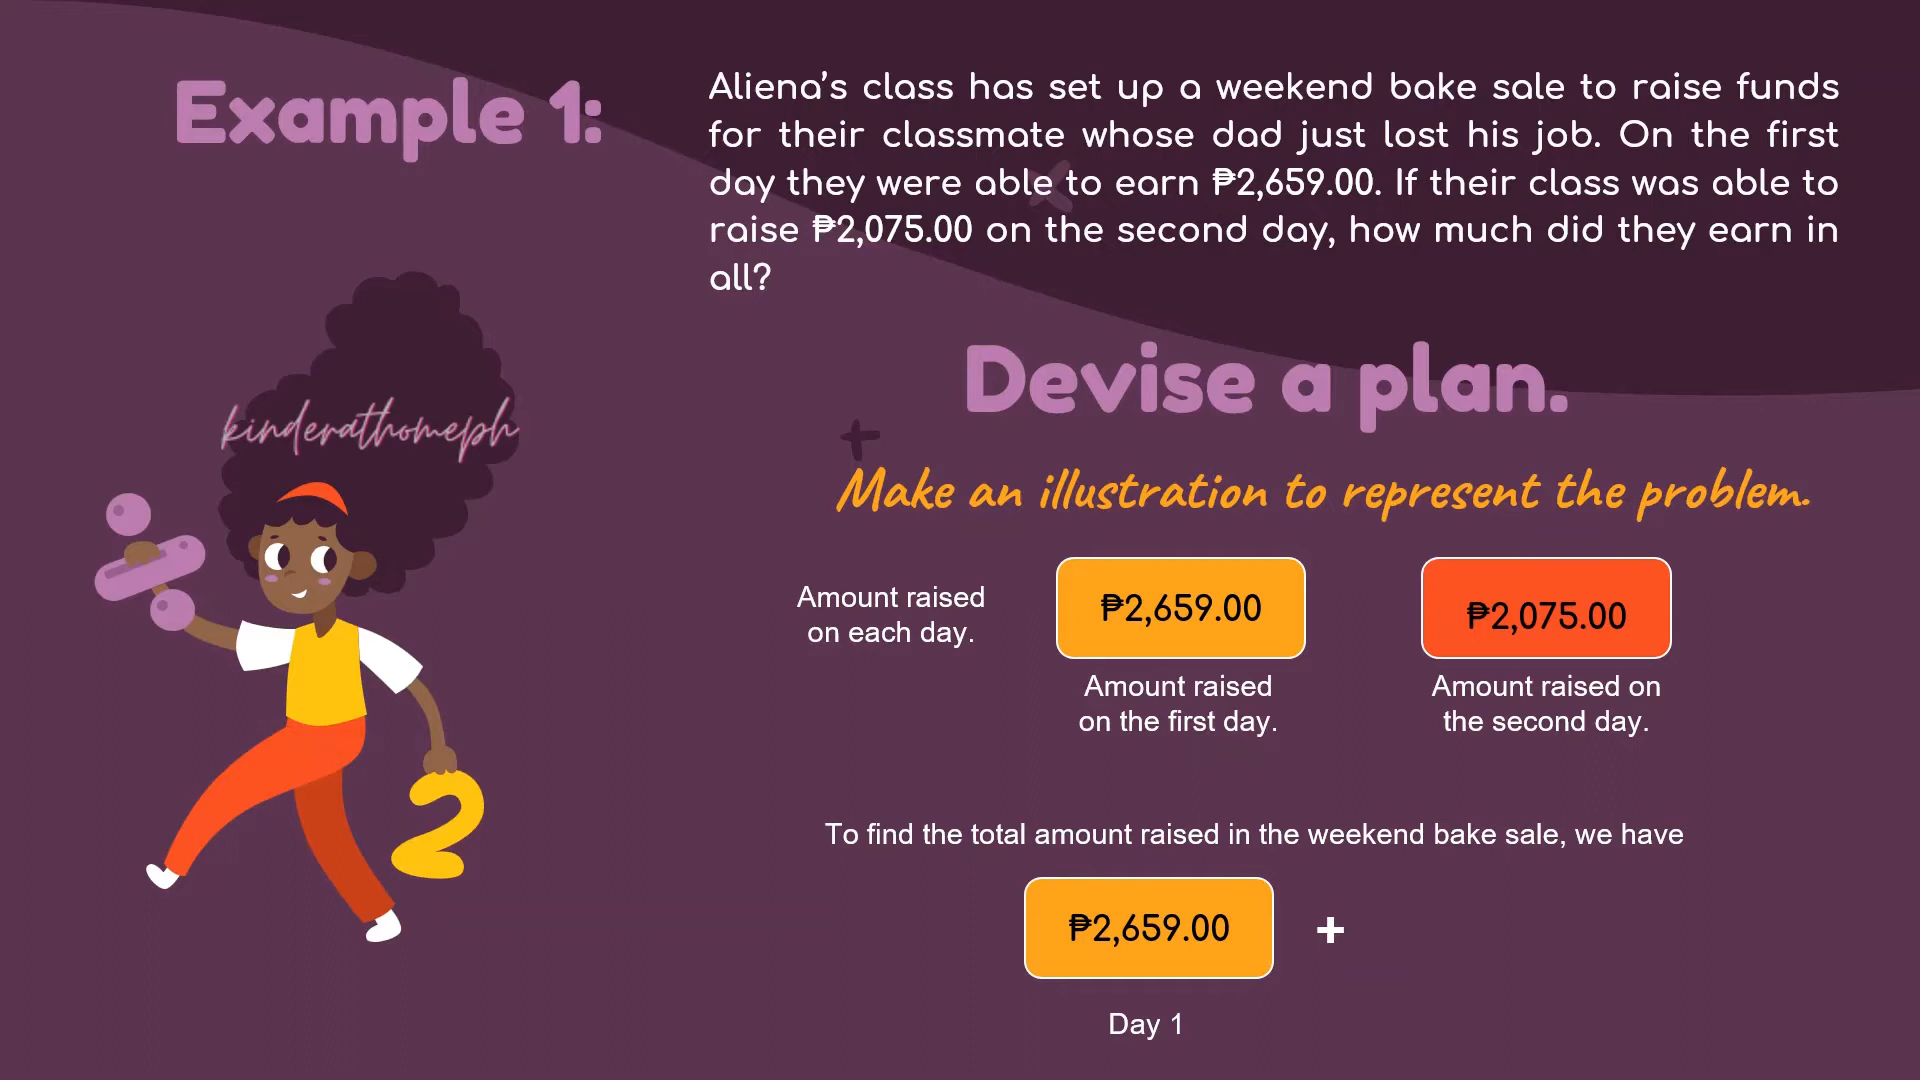 Example 1:
Aliena’s class has set up a weekend bake sale to raise funds
for their classmate whose dad just lost his job. On the first
day they were able to earn ₱2,659.00. If their class was able to
raise ₱2,075.00 on the second day, how much did they earn in
all?
kinderathomeph
Devise a plan.
Make an illustration to represent the problem.
Amount raised
on each day.
₱2,659.00
Amount raised
on the first day.
₱2,075.00
Amount raised on
the second day.
2
To find the total amount raised in the weekend bake sale, we have
₱2,659.00 +
Day 1